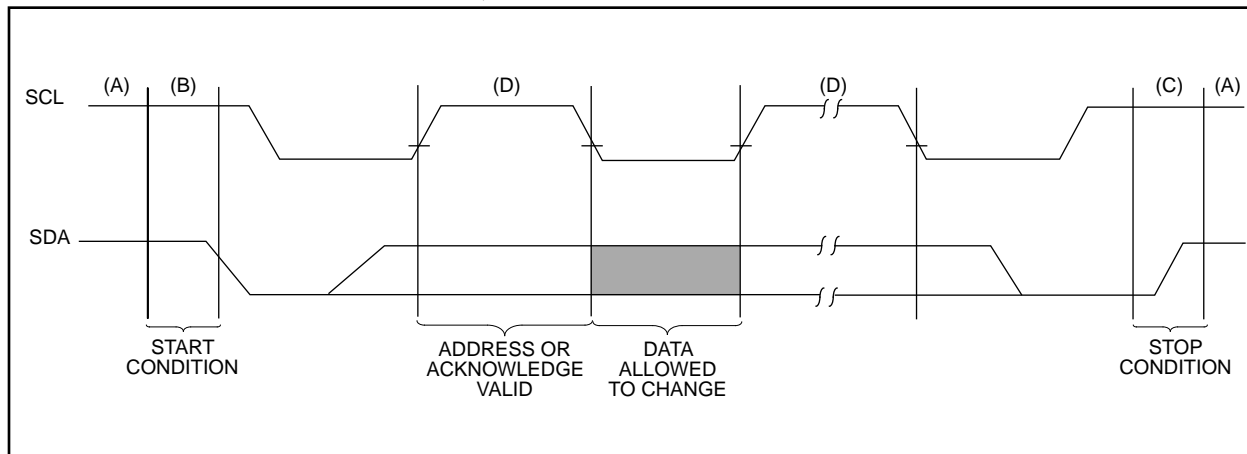 (A) (B) (D) (D) (C) (A)
SCL
SDA
START
CONDITION
ADDRESS OR
ACKNOWLEDGE
VALID
DATA
ALLOWED
TO CHANGE
STOP
CONDITION